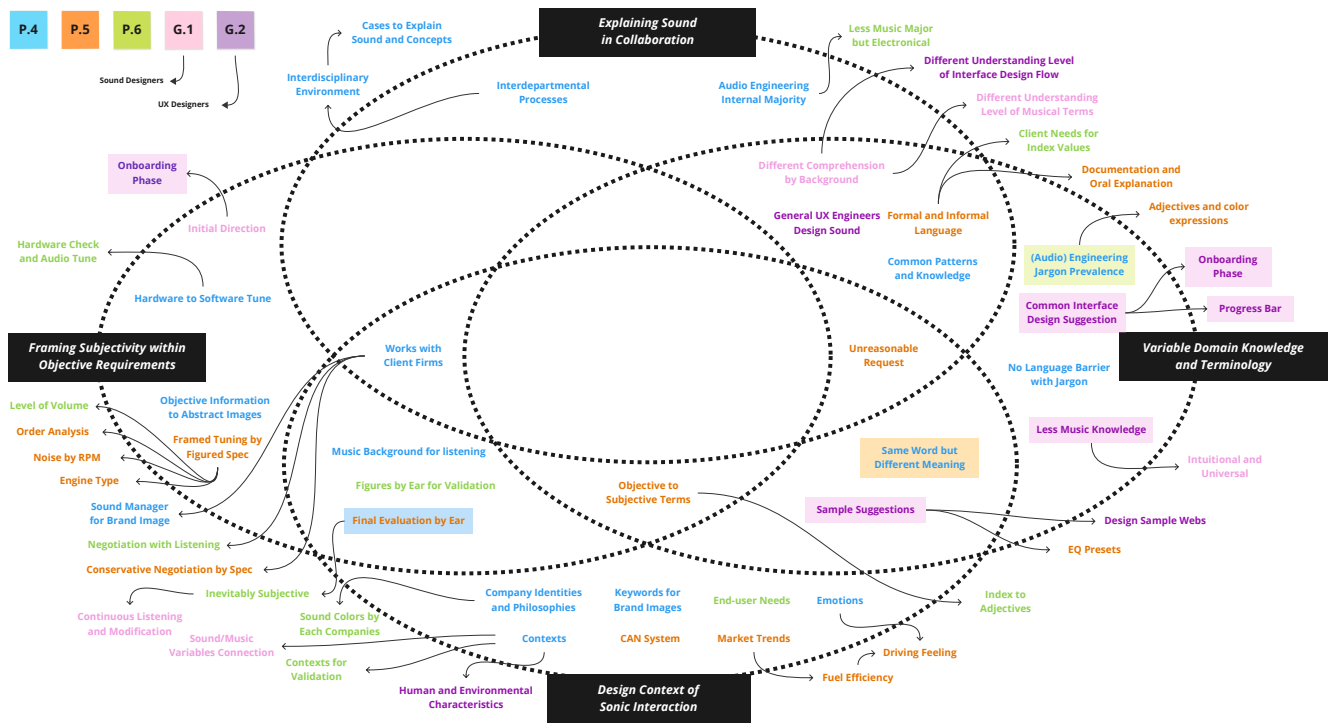 P.4
P.5
P.6
G.1
G.2
Sound Designers
UX Designers
Explaining Sound
in Collaboration
Cases to Explain
Sound and Concepts
Interdisciplinary
Environment
Interdepartmental
Processes
Audio Engineering
Internal Majority
Less Music Major
but Electronical
Different Understanding Level
of Interface Design Flow
Different Understanding
Level of Musical Terms
Client Needs for
Index Values
Different Comprehension
by Background
Documentation and
Oral Explanation
Onboarding
Phase
Initial Direction
General UX Engineers
Design Sound
Formal and Informal
Language
Adjectives and color
expressions
Hardware Check
and Audio Tune
Hardware to Software Tune
Common Patterns
and Knowledge
(Audio) Engineering
Jargon Prevalence
Onboarding
Phase
Common Interface
Design Suggestion
Progress Bar
Framing Subjectivity within
Objective Requirements
Works with
Client Firms
Unreasonable
Request
Variable Domain Knowledge
and Terminology
No Language Barrier
with Jargon
Level of Volume
Objective Information
to Abstract Images
Order Analysis
Framed Tuning by
Figured Spec
Noise by RPM
Engine Type
Music Background for listening
Same Word but
Different Meaning
Less Music Knowledge
Intuitional and
Universal
Figures by Ear for Validation
Objective to
Subjective Terms
Sound Manager
for Brand Image
Final Evaluation by Ear
Sample Suggestions
Design Sample Webs
Negotiation with Listening
EQ Presets
Conservative Negotiation by Spec
Inevitably Subjective
Company Identities
and Philosophies
Keywords for
Brand Images
End-user Needs
Emotions
Index to
Adjectives
Continuous Listening
and Modification
Sound Colors by
Each Companies
Sound/Music
Variables Connection
Contexts
CAN System
Market Trends
Driving Feeling
Contexts for
Validation
Fuel Efficiency
Human and Environmental
Characteristics
Design Context of
Sonic Interaction